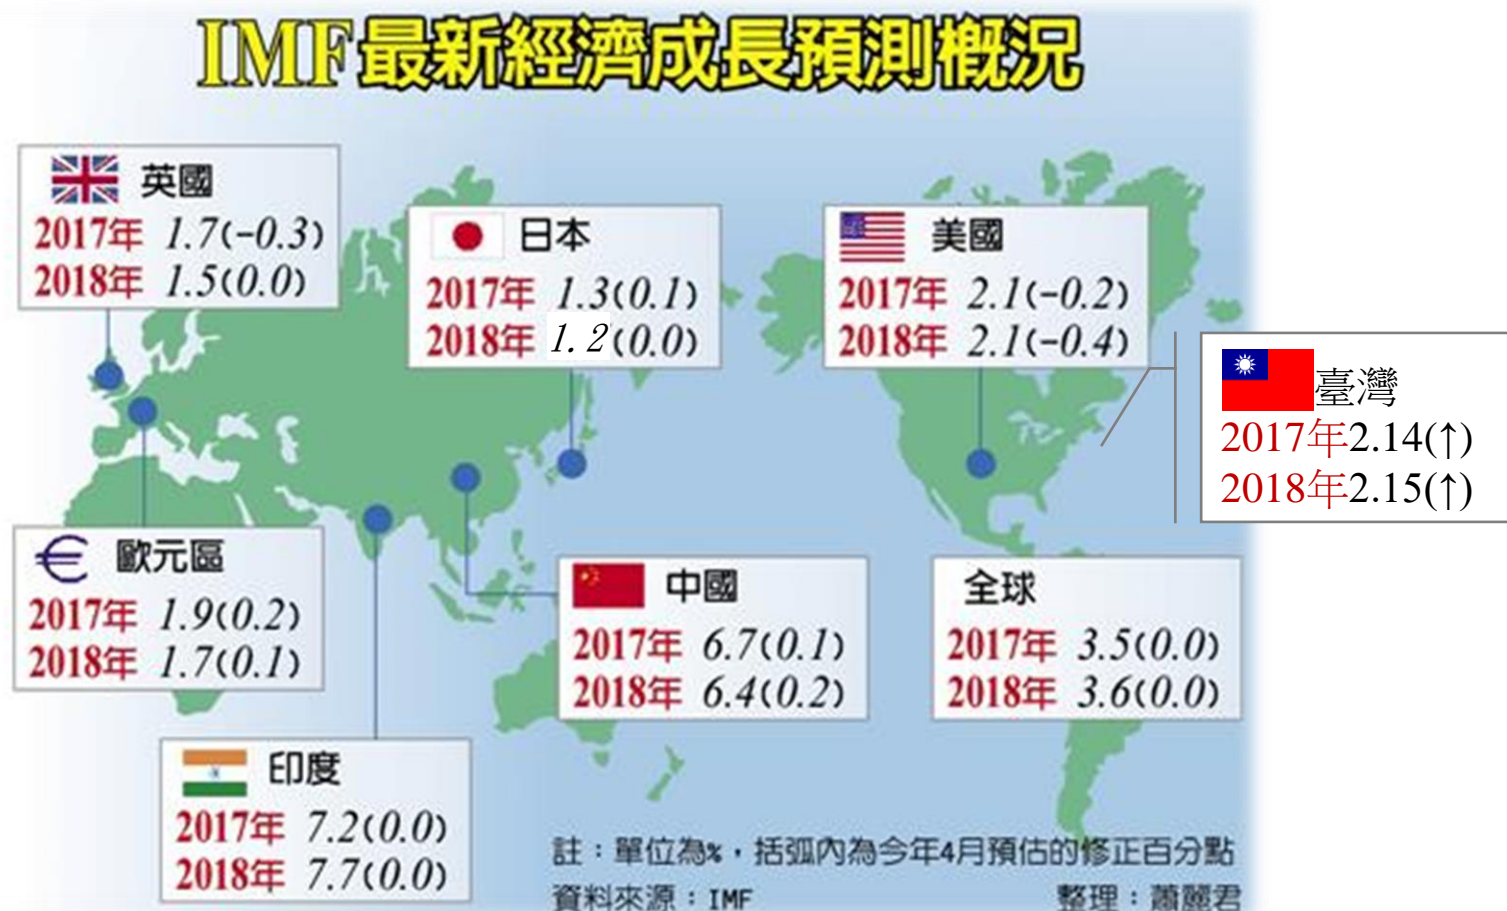 IMF最新經濟成長預測概況
英國
2017年 1.7(-0.3)
2018年 1.5(0.0)
日本
2017年 1.3(0.1)
2018年 1.2(0.0)
美國
2017年 2.1(-0.2)
2018年 2.1(-0.4)
臺灣
2017年2.14(↑)
2018年2.15(↑)
歐元區
2017年 1.9(0.2)
2018年 1.7(0.1)
中國
2017年 6.7(0.1)
2018年 6.4(0.2)
全球
2017年 3.5(0.0)
2018年 3.6(0.0)
印度
2017年 7.2(0.0)
2018年 7.7(0.0)
註：單位為%，括弧內為今年4月預估的修正百分點
資料來源：IMF 整理：蕭麗君